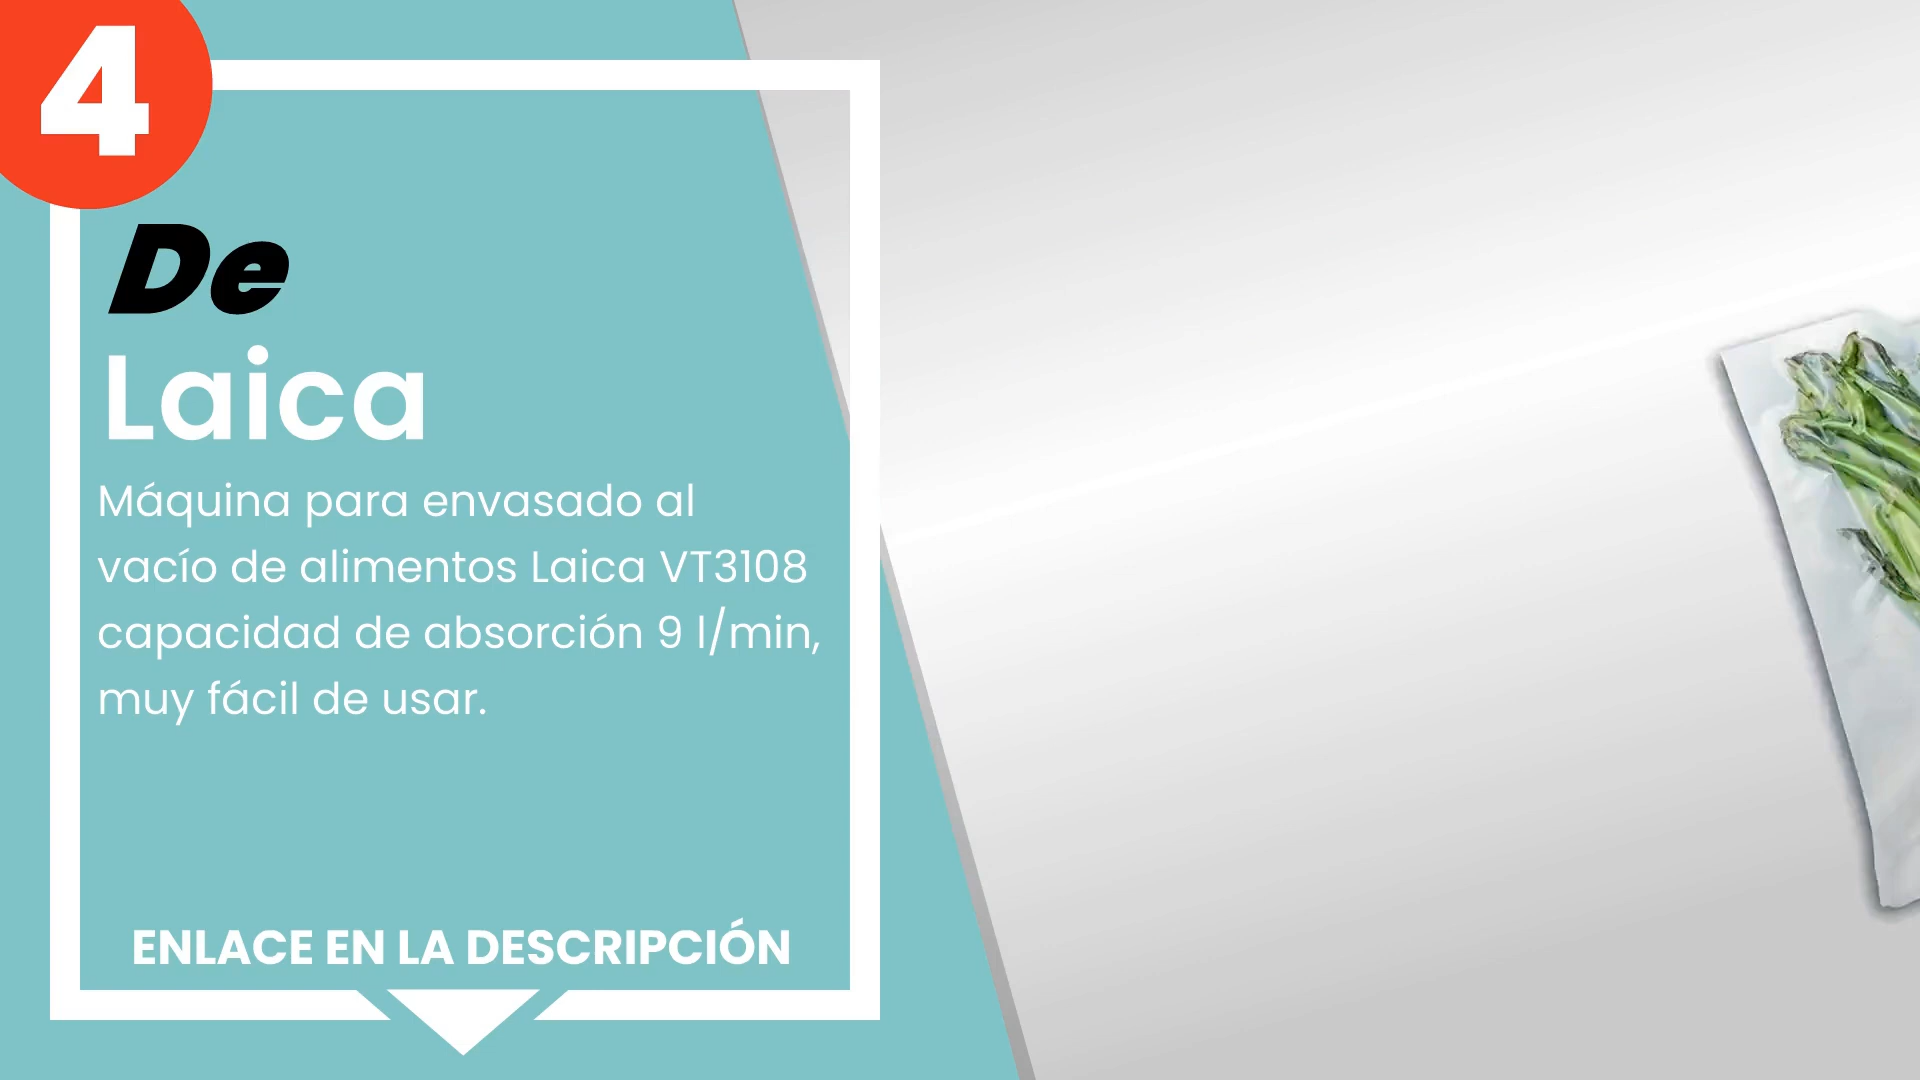 4
De
Laica
Máquina para envasado al
vacío de alimentos Laica VT3108
capacidad de absorción 9 l/min,
muy fácil de usar.
ENLACE EN LA DESCRIPCIÓN